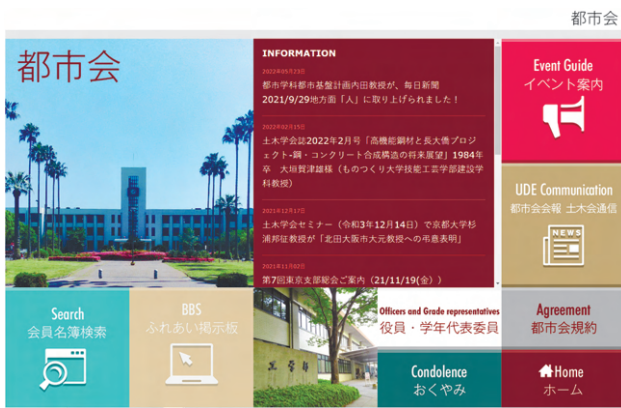 都市会
都市会
INFORMATION
2022年05月23日
都市学科都市基盤計画内田教授が、毎日新聞
2021/9/29地方面「人」に取り上げられました!
2022年02月15日
土木学会誌2022年2月号「高機能鋼材と長大橋プロジ
ェクト-鋼・コンクリート合成構造の将来展望」1984年
卒 大垣賀津雄様(ものつくり大学技能工芸学部建設学
科教授)
2021年12月17日
土木学会セミナー(令和3年12月14日)で京都大学杉
浦邦征教授が「北田大阪市大元教授への弔意表明」
2021年11月02日
第7回東京支部総会ご案内(21/11/19(金))
Event Guide
イベント案内
UDE Communication
都市会会報 土木会通信
NEWS
Search
会員名簿検索
BBS
ふれあい掲示板
工学部
Officers and Grade representatives
役員・学年代表委員
Agreement
都市会規約
Condolence
おくやみ
Home
ホーム